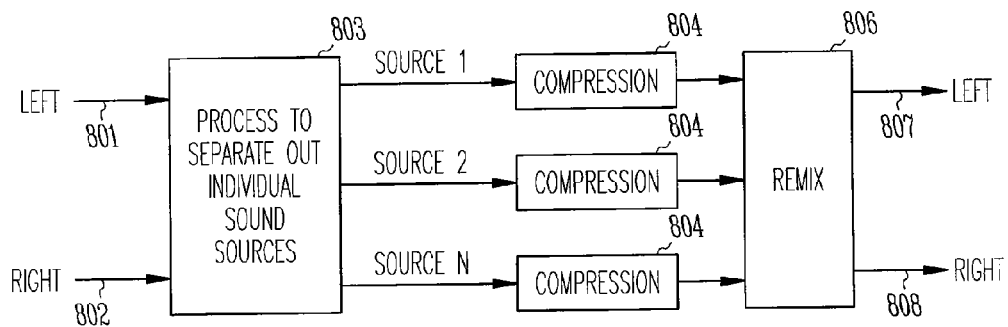 803
804
806
SOURCE 1
COMPRESSION
LEFT
801
LEFT
807
PROCESS TO
SEPARATE OUT
INDIVIDUAL
SOUND
SOURCES
804
SOURCE 2
COMPRESSION
REMIX
804
SOURCE N
COMPRESSION
RIGHT
802
RIGHT
808